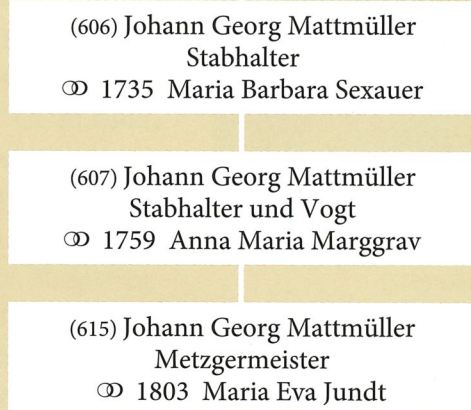 (606) Johann Georg Mattmüller
Stabhalter
⚭ 1735 Maria Barbara Sexauer
(607) Johann Georg Mattmüller
Stabhalter und Vogt
⚭ 1759 Anna Maria Marggrav
(615) Johann Georg Mattmüller
Metzgermeister
⚭ 1803 Maria Eva Jundt